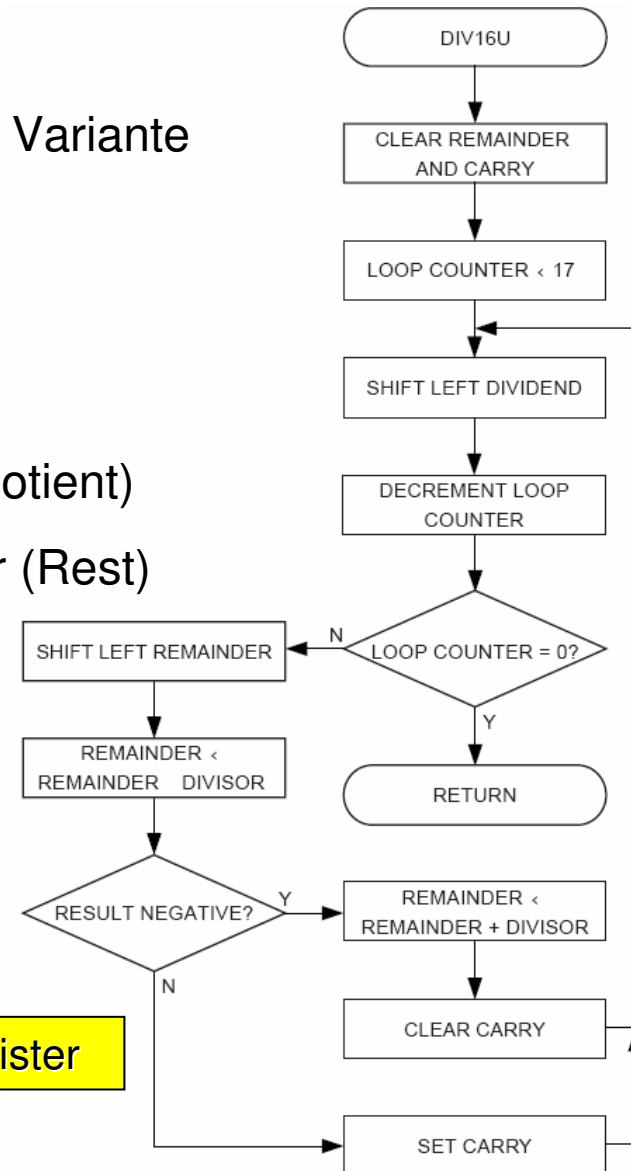 DIV16U
Variante
CLEAR REMAINDER
AND CARRY
LOOP COUNTER < 17
SHIFT LEFT DIVIDEND
otient)
DECREMENT LOOP
COUNTER
r (Rest)
N
SHIFT LEFT REMAINDER
LOOP COUNTER = 0?
Y
REMAINDER <
REMAINDER DIVISOR
RETURN
RESULT NEGATIVE?
Y
REMAINDER <
REMAINDER + DIVISOR
N
CLEAR CARRY
ister
SET CARRY